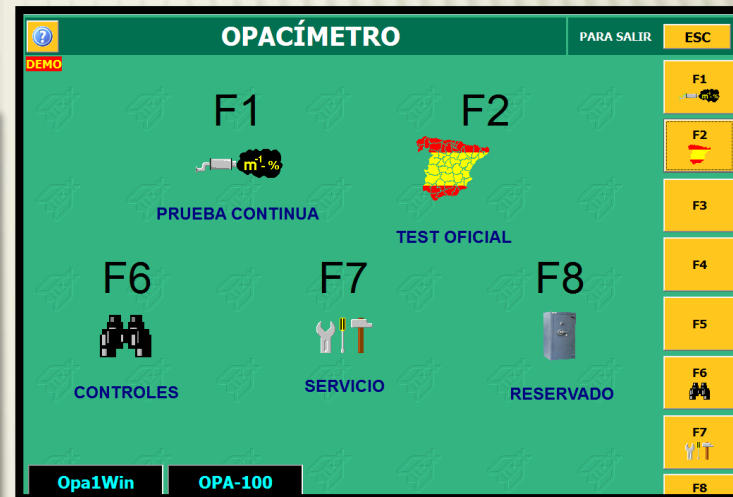 OPACÍMETRO
PARA SALIR
ESC
DEMO
F1
m⁻¹-%
PRUEBA CONTINUA
F2
TEST OFICIAL
F6
CONTROLES
F7
SERVICIO
F8
RESERVADO
F1
m⁻¹-%
F2
F3
F4
F5
F6
F7
F8
Opa1Win
OPA-100